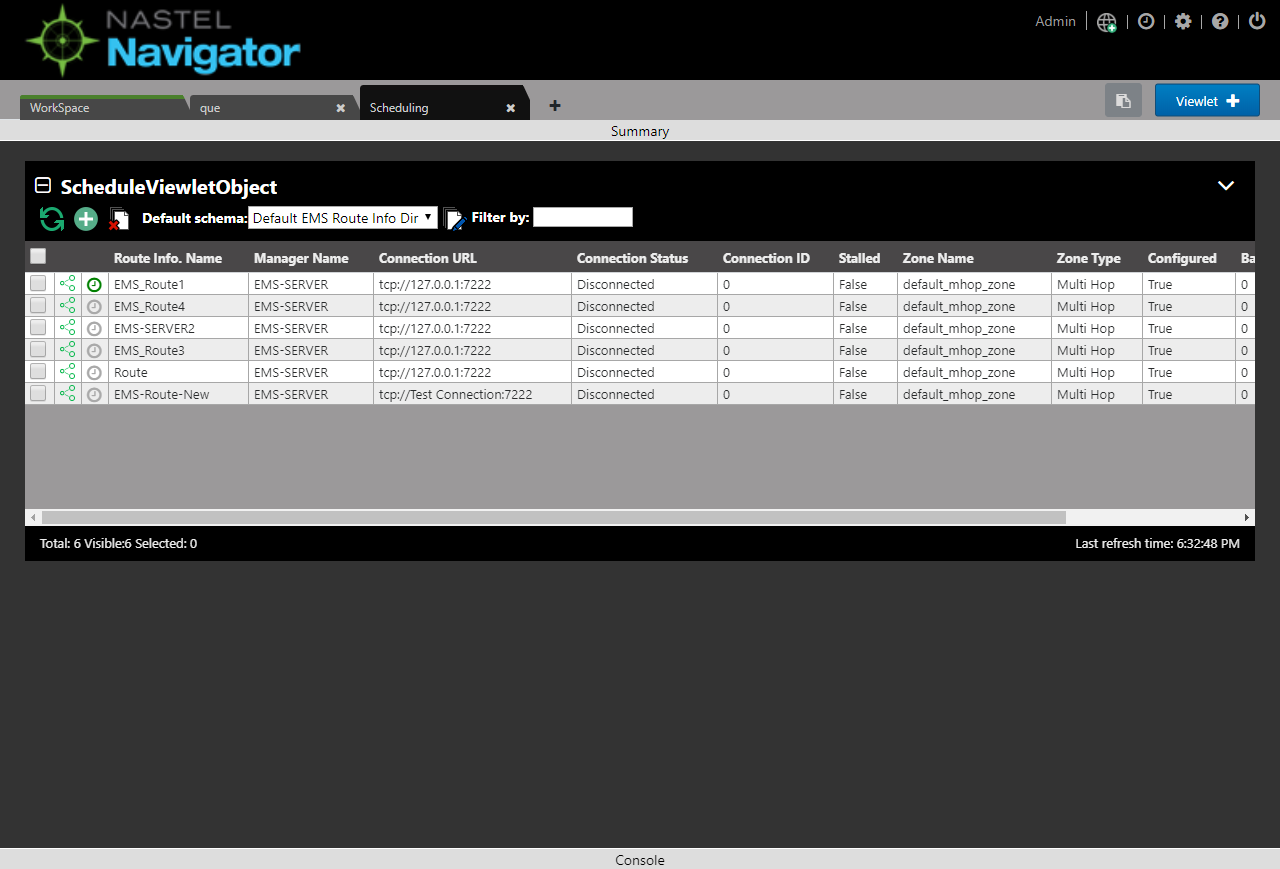 NASTEL
Navigator
Admin
WorkSpace
que
Scheduling
Viewlet
Summary
ScheduleViewletObject
Default schema: Default EMS Route Info Dir Filter by:
Route Info. Name Manager Name Connection URL Connection Status Connection ID Stalled Zone Name Zone Type Configured Ba
EMS_Route1 EMS-SERVER tcp://127.0.0.1:7222 Disconnected 0 False default_mhop_zone Multi Hop True 0
EMS_Route4 EMS-SERVER tcp://127.0.0.1:7222 Disconnected 0 False default_mhop_zone Multi Hop True 0
EMS-SERVER2 EMS-SERVER tcp://127.0.0.1:7222 Disconnected 0 False default_mhop_zone Multi Hop True 0
EMS_Route3 EMS-SERVER tcp://127.0.0.1:7222 Disconnected 0 False default_mhop_zone Multi Hop True 0
Route EMS-SERVER tcp://127.0.0.1:7222 Disconnected 0 False default_mhop_zone Multi Hop True 0
EMS-Route-New EMS-SERVER tcp://Test Connection:7222 Disconnected 0 False default_mhop_zone Multi Hop True 0
Total: 6 Visible:6 Selected: 0
Last refresh time: 6:32:48 PM
Console